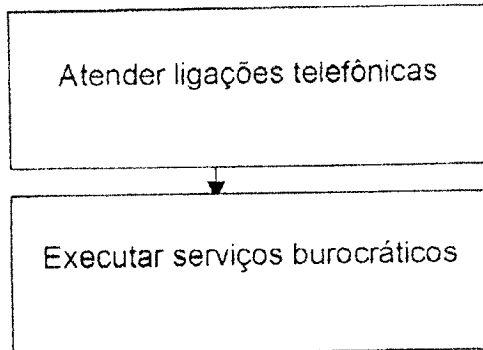 Atender ligações telefônicas
Executar serviços burocráticos